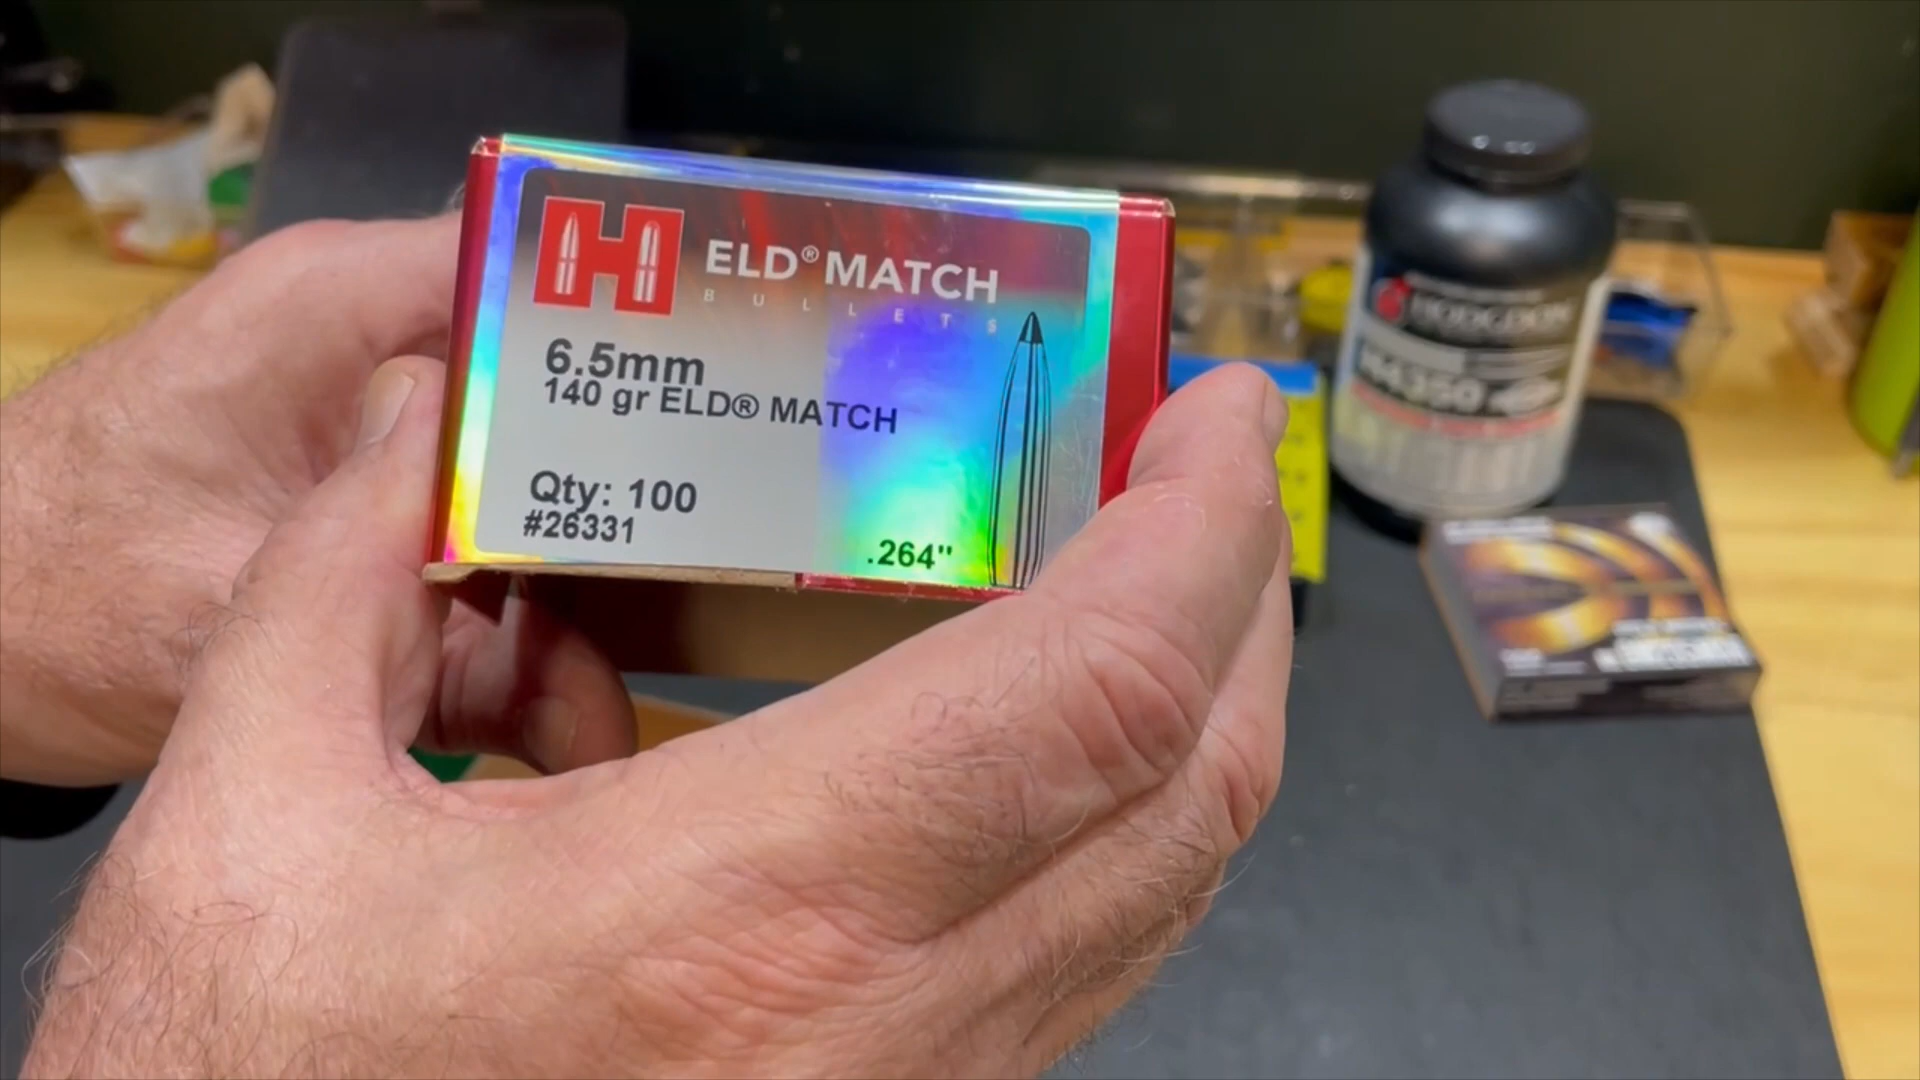 ELD® MATCH
BULLETS
6.5mm
140 gr ELD® MATCH
Qty: 100
#26331
.264"
HODGDON
H4350